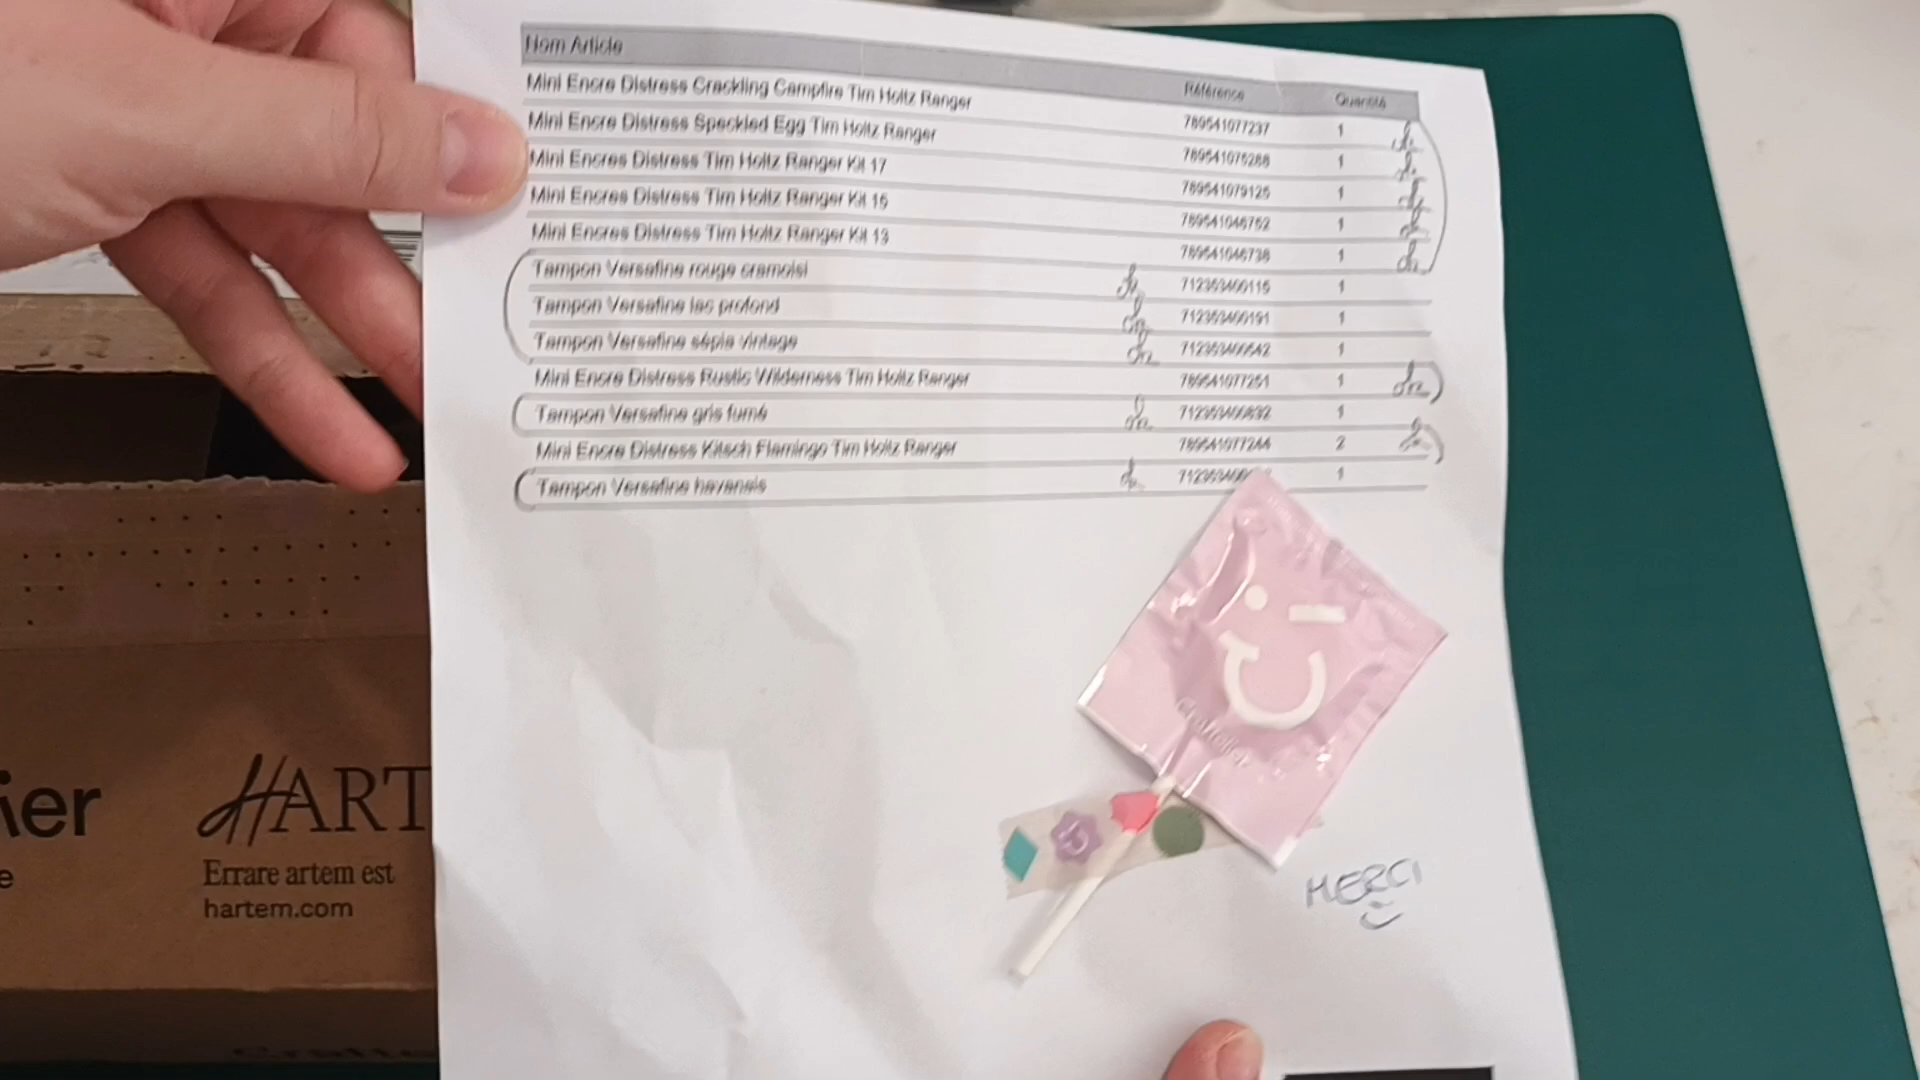 Nom Article Référence Quantité
Mini Encre Distress Crackling Campfire Tim Holtz Ranger 789541077237 1
Mini Encre Distress Speckled Egg Tim Holtz Ranger 789541075288 1
Mini Encres Distress Tim Holtz Ranger Kit 17 789541079125 1
Mini Encres Distress Tim Holtz Ranger Kit 15 789541046752 1
Mini Encres Distress Tim Holtz Ranger Kit 13 789541046738 1
Tampon Versafine rouge cramoisi 1
Tampon Versafine lac profond 1
Tampon Versafine sépia vintage 1
Mini Encre Distress Rustic Wilderness Tim Holtz Ranger 789541077251 1
Tampon Versafine gris fumé 1
Mini Encre Distress Kitsch Flamingo Tim Holtz Ranger 789541077244 2
Tampon Versafine havanais 1
MERCI
ier
HART
Errare artem est
hartem.com